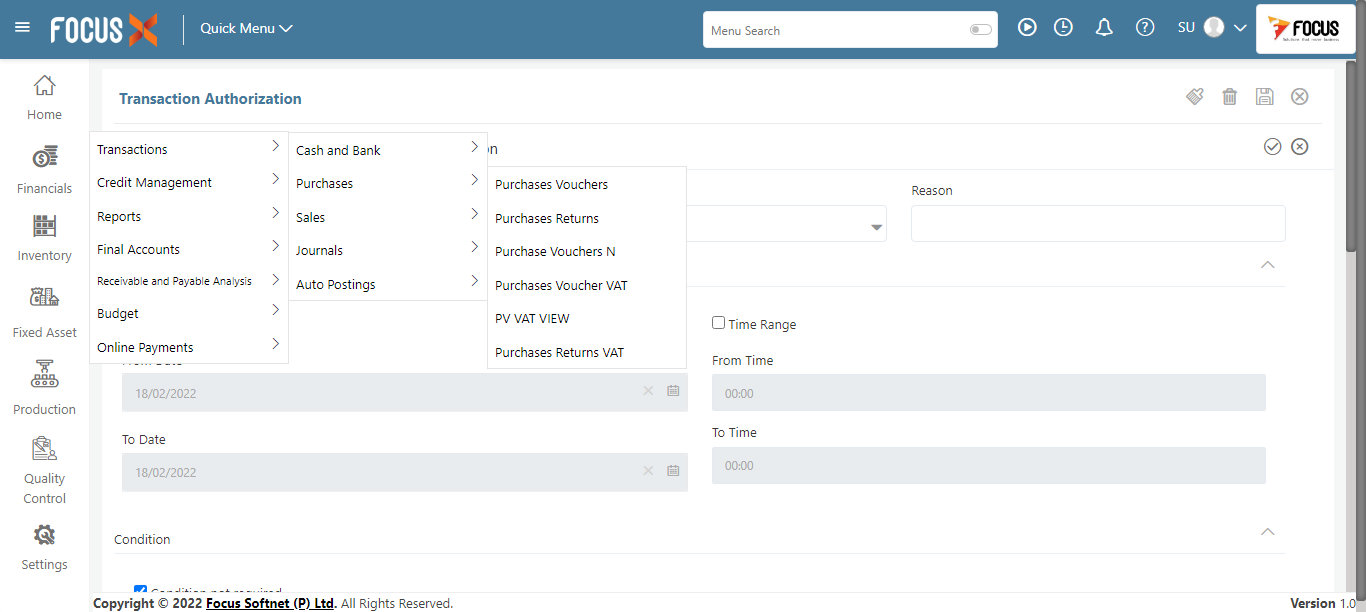 FOCUS X
Quick Menu
Menu Search
SU
FOCUS
Home
Financials
Inventory
Fixed Asset
Production
Quality
Control
Settings
Transaction Authorization
Transactions
Credit Management
Reports
Final Accounts
Receivable and Payable Analysis
Budget
Online Payments
Cash and Bank
Purchases
Sales
Journals
Auto Postings
Purchases Vouchers
Purchases Returns
Purchase Vouchers N
Purchases Voucher VAT
PV VAT VIEW
Purchases Returns VAT
on
Reason
Time Range
From Date
From Time
18/02/2022
00:00
To Date
To Time
18/02/2022
00:00
Condition
Condition not required
Copyright © 2022 Focus Softnet (P) Ltd. All Rights Reserved.
Version 1.0